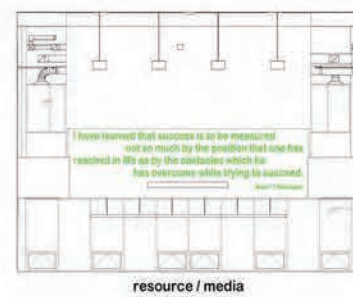 I have learned that success is to be measured
not so much by the position that one has
reached in life as by the obstacles which he
has overcome while trying to succeed.
resource / media